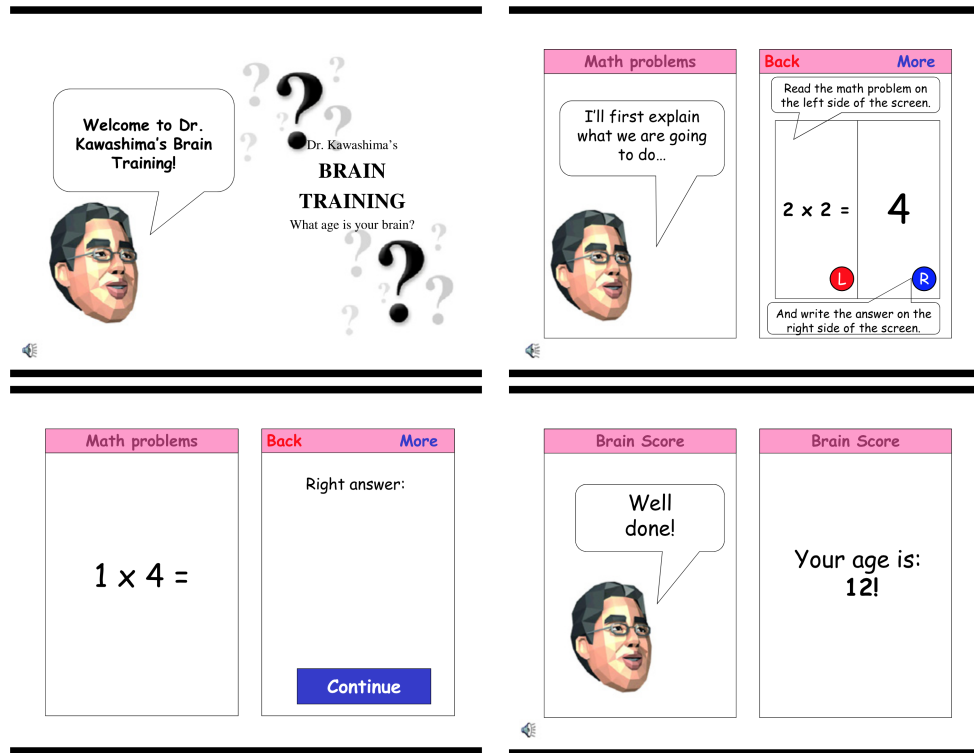 Welcome to Dr.
Kawashima's Brain
Training!
Dr. Kawashima's
BRAIN
TRAINING
What age is your brain?
Math problems
I'll first explain
what we are going
to do…
Back More
Read the math problem on
the left side of the screen.
2 x 2 = 4
L R
And write the answer on the
right side of the screen.
Math problems
1 x 4 =
Back More
Right answer:
Continue
Brain Score
Well
done!
Brain Score
Your age is:
12!